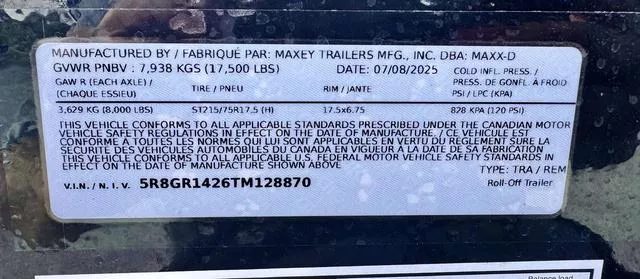 MANUFACTURED BY / FABRIQUÉ PAR: MAXEY TRAILERS MFG., INC. DBA: MAXX-D
GVWR PNBV : 7,938 KGS (17,500 LBS) DATE: 07/08/2025
GAW R (EACH AXLE) / (CHAQUE ESSIEU) TIRE / PNEU RIM / JANTE COLD INFL. PRESS. / PRESS. DE GONFL. À FROID PSI / LPC (KPA)
3,629 KG (8,000 LBS) ST215/75R17.5 (H) 17.5x6.75 828 KPA (120 PSI)
THIS VEHICLE CONFORMS TO ALL APPLICABLE STANDARDS PRESCRIBED UNDER THE CANADIAN MOTOR
VEHICLE SAFETY REGULATIONS IN EFFECT ON THE DATE OF MANUFACTURE. / CE VÉHICULE EST
CONFORME À TOUTES LES NORMES QUI LUI SONT APPLICABLES EN VERTU DU RÈGLEMENT SUR LA
SÉCURITÉ DES VÉHICULES AUTOMOBILES DU CANADA EN VIGUEUR À LA DATE DE SA FABRICATION
THIS VEHICLE CONFORMS TO ALL APPLICABLE U.S. FEDERAL MOTOR VEHICLE SAFETY STANDARDS IN
EFFECT ON THE DATE OF MANUFACTURE SHOWN ABOVE
TYPE: TRA / REM
V.I.N. / N.I.V. 5R8GR1426TM128870 Roll-Off Trailer
Balance load